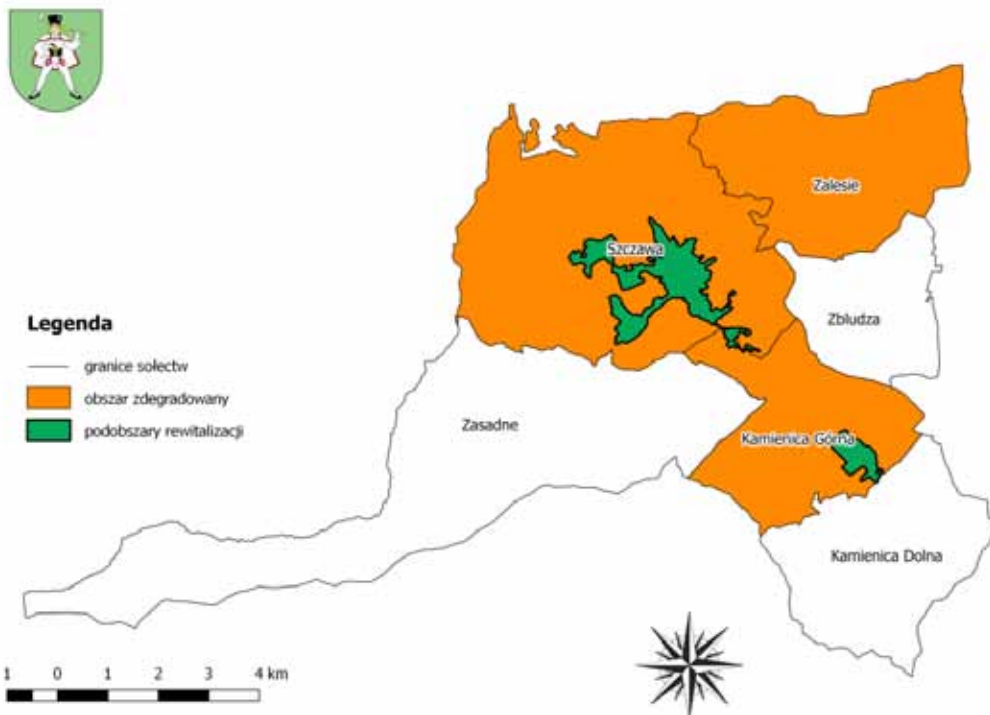 Zalesie
Szczawa
Zbludza
Legenda
granice sołectw
obszar zdegradowany
podobszary rewitalizacji
Zasadne
Kamienica Górna
Kamienica Dolna
1 0 1 2 3 4 km